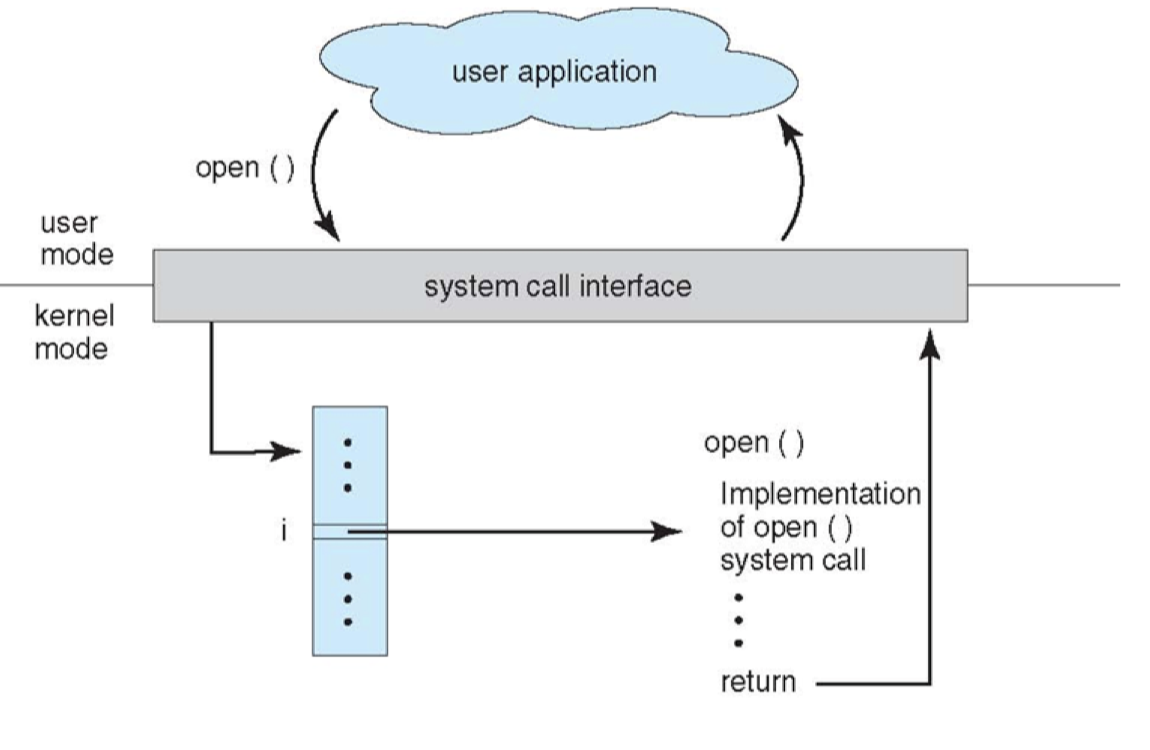 user application
open ( )
user
mode
system call interface
kernel
mode
open ( )
Implementation
of open ( )
system call
i
return